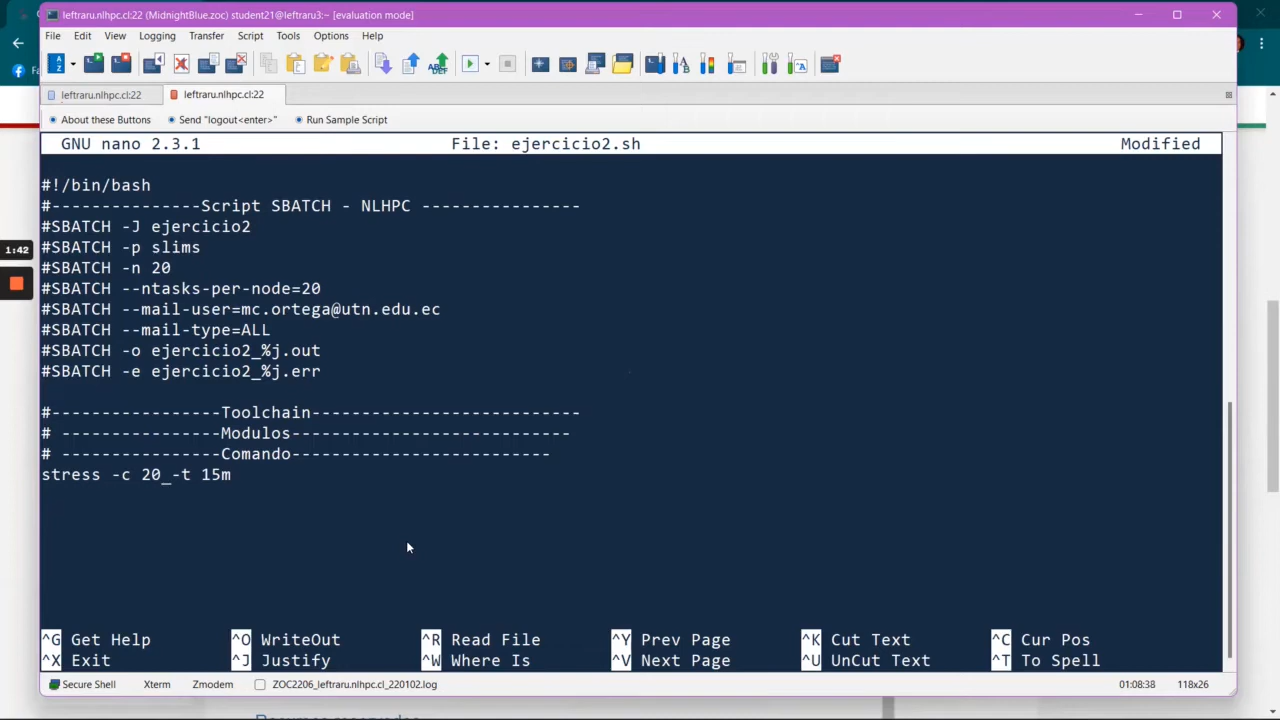 leftraru.nlhpc.cl:22 (MidnightBlue.zoc) student21@leftraru3:~ [evaluation mode]
File Edit View Logging Transfer Script Tools Options Help
leftraru.nlhpc.cl:22 leftraru.nlhpc.cl:22
About these Buttons Send "logout<enter>" Run Sample Script
GNU nano 2.3.1 File: ejercicio2.sh Modified
#!/bin/bash
#---------------Script SBATCH - NLHPC ----------------
#SBATCH -J ejercicio2
#SBATCH -p slims
#SBATCH -n 20
#SBATCH --ntasks-per-node=20
1:42
#SBATCH --mail-user=mc.ortega@utn.edu.ec
#SBATCH --mail-type=ALL
#SBATCH -o ejercicio2_%j.out
#SBATCH -e ejercicio2_%j.err
#-----------------Toolchain---------------------------
# ----------------Modulos----------------------------
# ----------------Comando--------------------------
stress -c 20_-t 15m
^G Get Help ^O WriteOut ^R Read File ^Y Prev Page ^K Cut Text ^C Cur Pos
^X Exit ^J Justify ^W Where Is ^V Next Page ^U UnCut Text ^T To Spell
Secure Shell Xterm Zmodem ZOC2206_leftraru.nlhpc.cl_220102.log 01:08:38 118x26